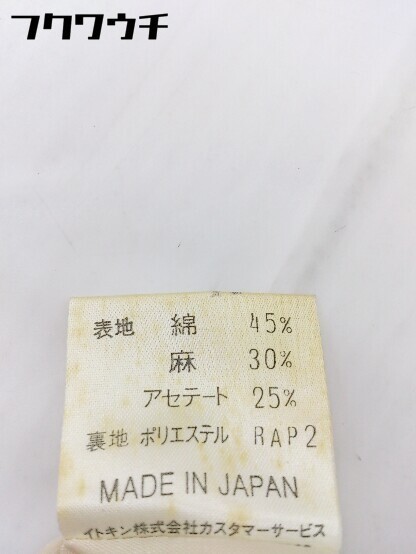 フクワウチ
表地 綿 45%
麻 30%
アセテート 25%
裏地 ポリエステル RAP2
MADE IN JAPAN
イトキン株式会社カスタマーサービス